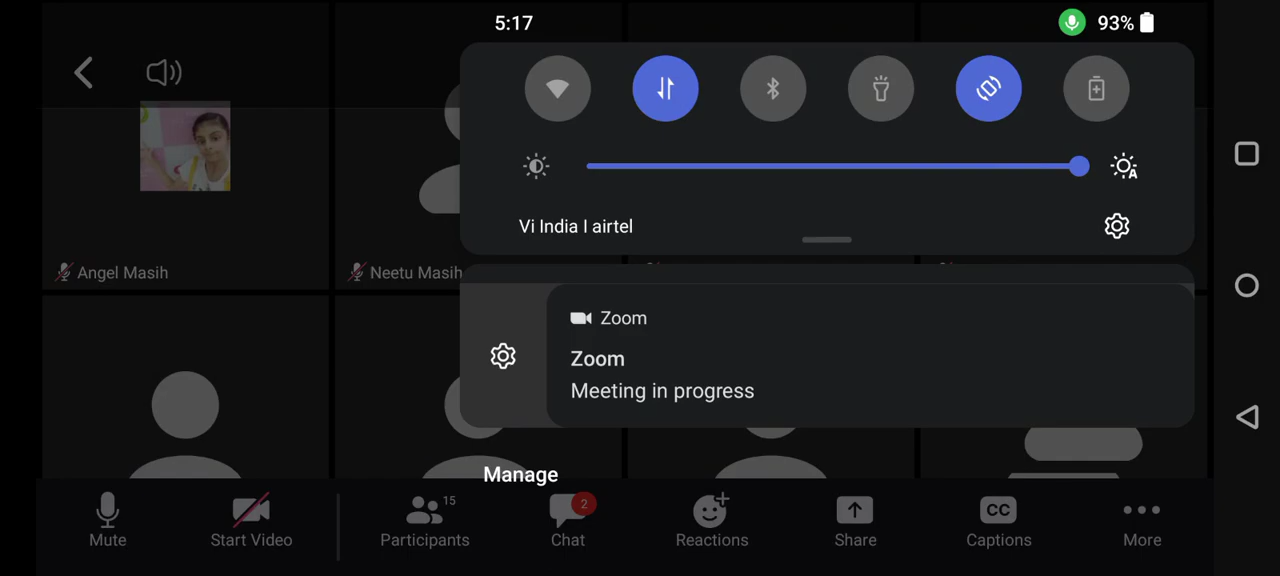 5:17
93%
Vi India I airtel
Angel Masih
Neetu Masih
Zoom
Zoom
Meeting in progress
Manage
15
2
Mute
Start Video
Participants
Chat
Reactions
CC
Share
Captions
More